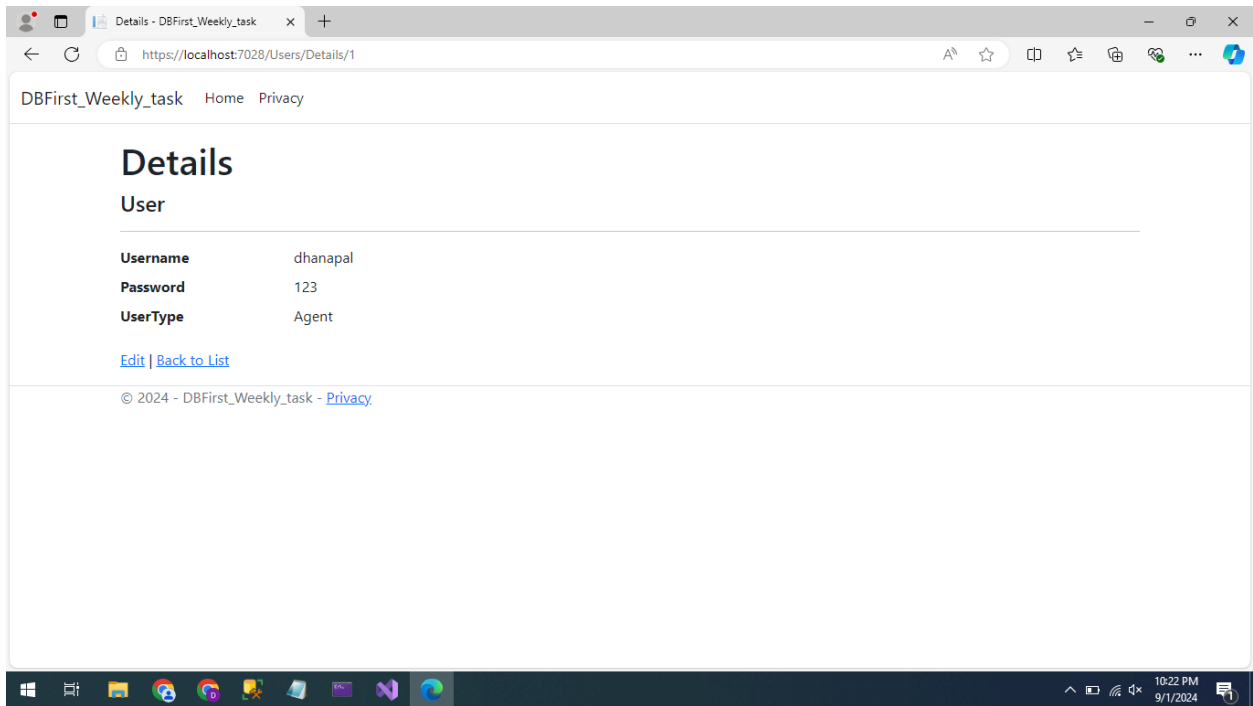 Details - DBFirst_Weekly_task
https://localhost:7028/Users/Details/1
DBFirst_Weekly_task Home Privacy
Details
User
Username dhanapal
Password 123
UserType Agent
Edit | Back to List
© 2024 - DBFirst_Weekly_task - Privacy
10:22 PM
9/1/2024